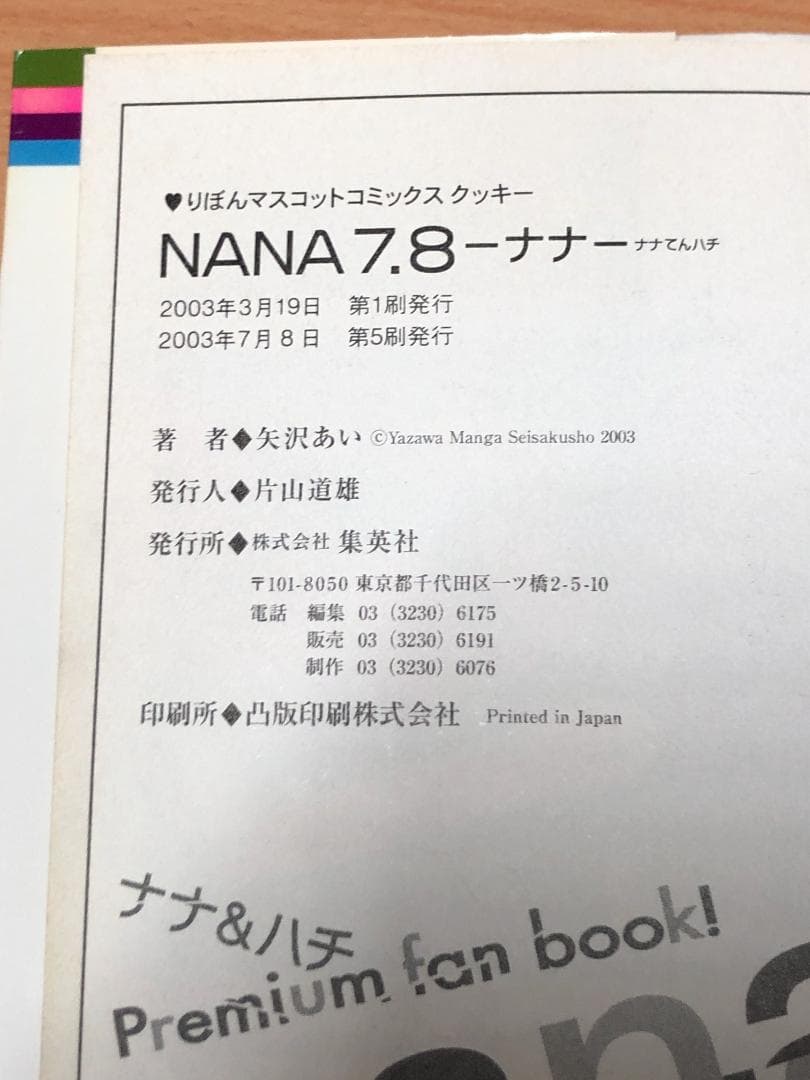 ♥りぼんマスコットコミックス クッキー
NANA 7.8 ーナナー ナナてんハチ
2003年3月19日 第1刷発行
2003年7月8日 第5刷発行
著 者◆矢沢あい ©Yazawa Manga Seisakusho 2003
発行人◆片山道雄
発行所◆株式会社 集英社
〒101-8050 東京都千代田区一ツ橋2-5-10
電話 編集 03 (3230) 6175
販売 03 (3230) 6191
制作 03 (3230) 6076
印刷所◆凸版印刷株式会社 Printed in Japan
ナナ&ハチ
Premium fan book!